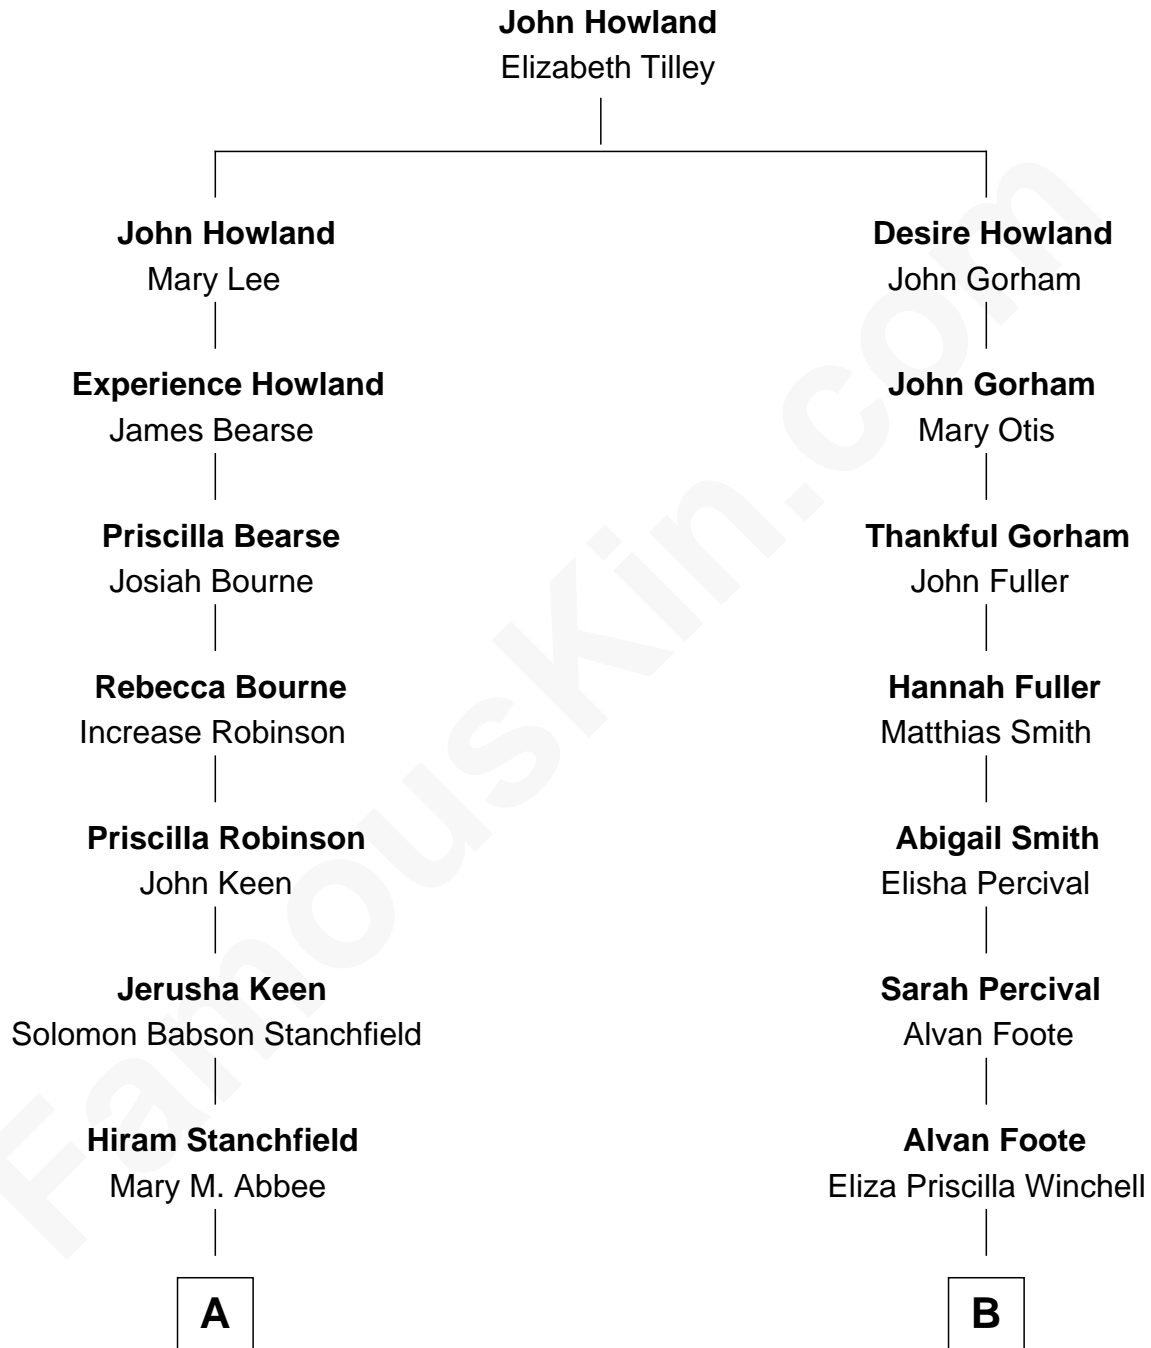 John Howland
Elizabeth Tilley
John Howland
Mary Lee
Desire Howland
John Gorham
Experience Howland
James Bearse
John Gorham
Mary Otis
Priscilla Bearse
Josiah Bourne
Thankful Gorham
John Fuller
Rebecca Bourne
Increase Robinson
Hannah Fuller
Matthias Smith
Priscilla Robinson
John Keen
Abigail Smith
Elisha Percival
Jerusha Keen
Solomon Babson Stanchfield
Sarah Percival
Alvan Foote
Hiram Stanchfield
Mary M. Abbee
Alvan Foote
Eliza Priscilla Winchell
A
B
FamousKin.com